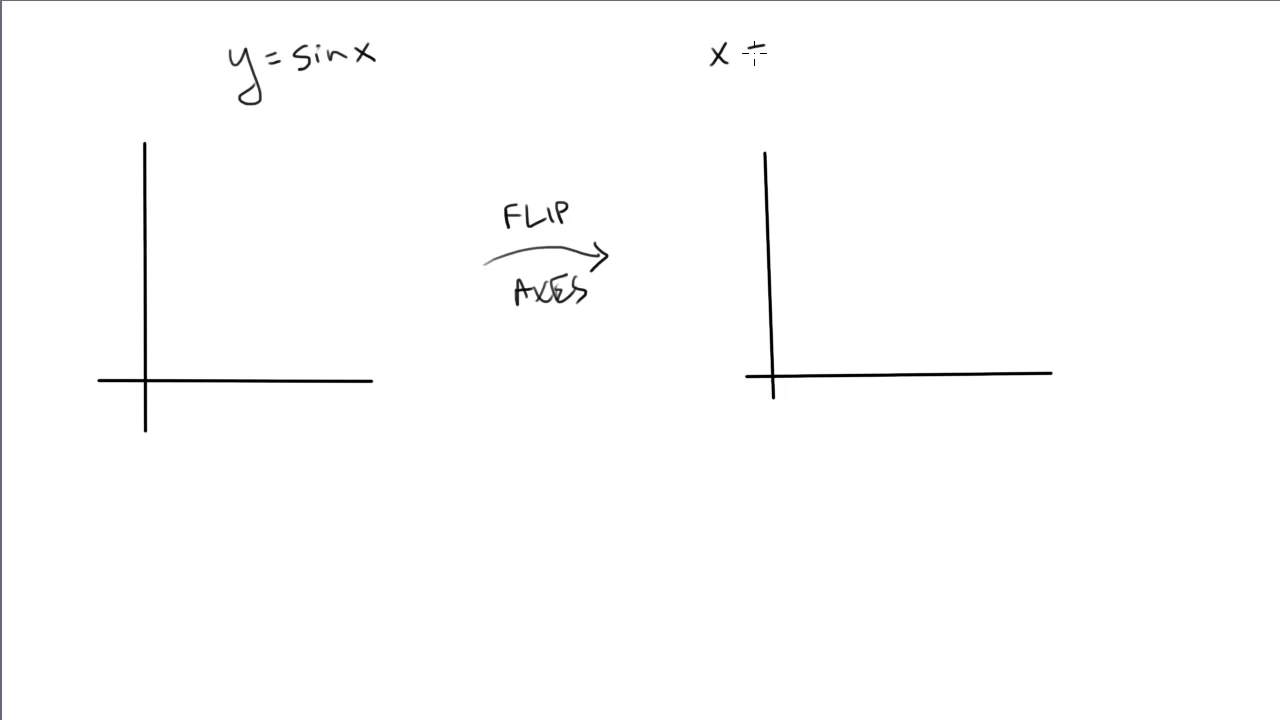 y = sin x
x =
FLIP
AXES